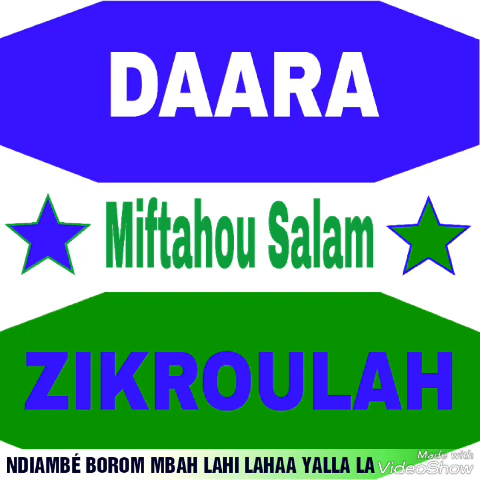 DAARA
Miftahou Salam
ZIKROULAH
NDIAMBÉ BOROM MBAH LAHI LAHAA YALLA LA
Made with
VideoShow